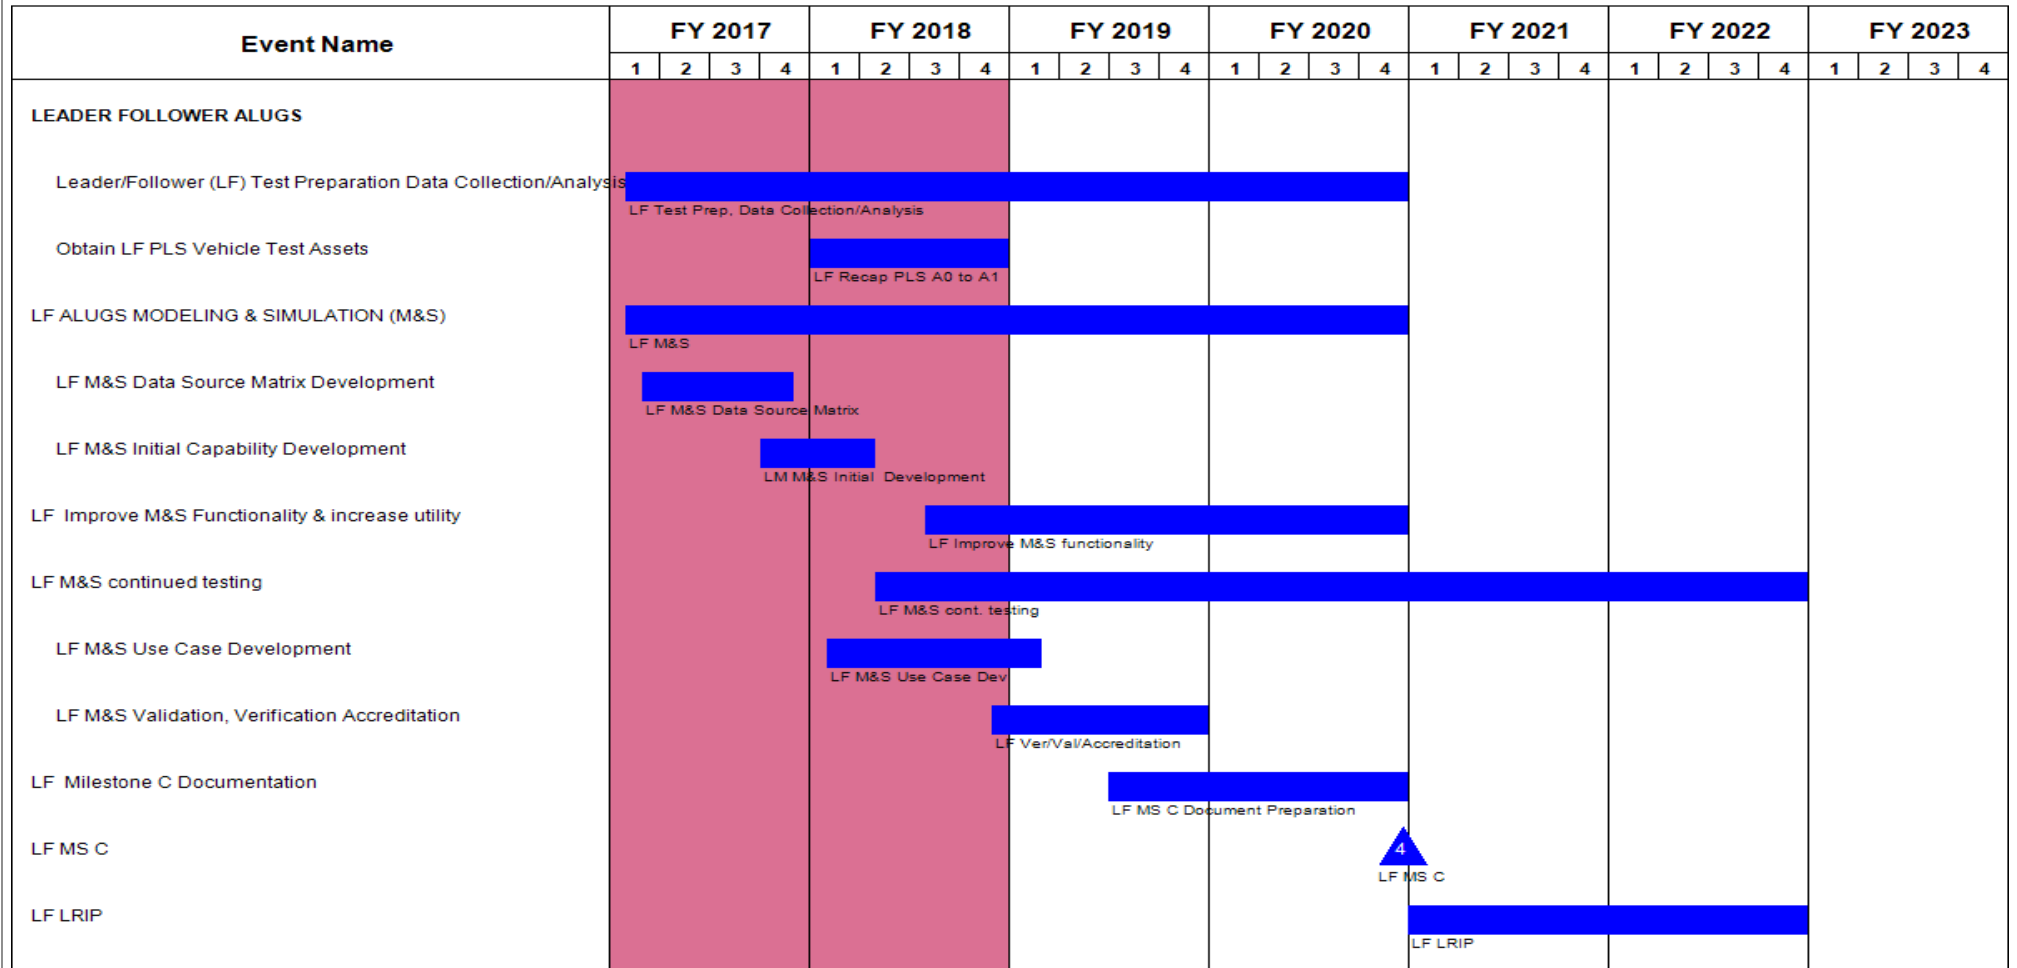 Event Name
FY 2017 FY 2018 FY 2019 FY 2020 FY 2021 FY 2022 FY 2023
1 2 3 4 1 2 3 4 1 2 3 4 1 2 3 4 1 2 3 4 1 2 3 4 1 2 3 4
LEADER FOLLOWER ALUGS
Leader/Follower (LF) Test Preparation Data Collection/Analysis
LF Test Prep, Data Collection/Analysis
Obtain LF PLS Vehicle Test Assets
LF Recap PLS A0 to A1
LF ALUGS MODELING & SIMULATION (M&S)
LF M&S
LF M&S Data Source Matrix Development
LF M&S Data Source Matrix
LF M&S Initial Capability Development
LM M&S Initial Development
LF Improve M&S Functionality & increase utility
LF Improve M&S functionality
LF M&S continued testing
LF M&S cont. testing
LF M&S Use Case Development
LF M&S Use Case Dev
LF M&S Validation, Verification Accreditation
LF Ver/Val/Accreditation
LF Milestone C Documentation
LF MS C Document Preparation
LF MS C
4
LF MS C
LF LRIP
LF LRIP